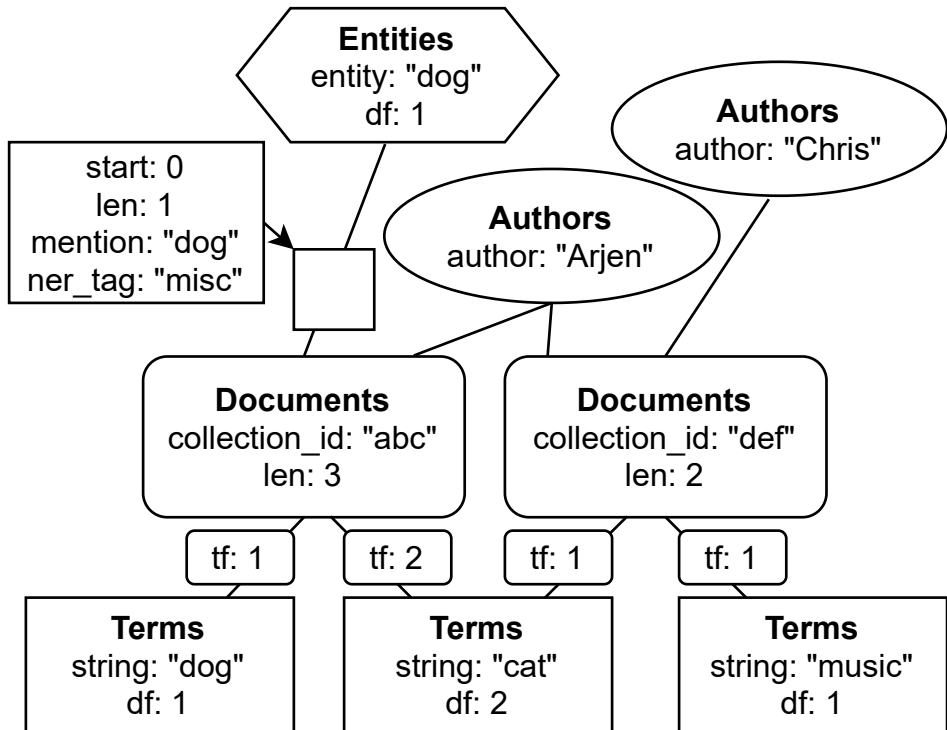 Entities
entity: "dog"
df: 1
Authors
author: "Chris"
start: 0
len: 1
mention: "dog"
ner_tag: "misc"
Authors
author: "Arjen"
Documents
collection_id: "abc"
len: 3
Documents
collection_id: "def"
len: 2
tf: 1
tf: 2
tf: 1
tf: 1
Terms
string: "dog"
df: 1
Terms
string: "cat"
df: 2
Terms
string: "music"
df: 1